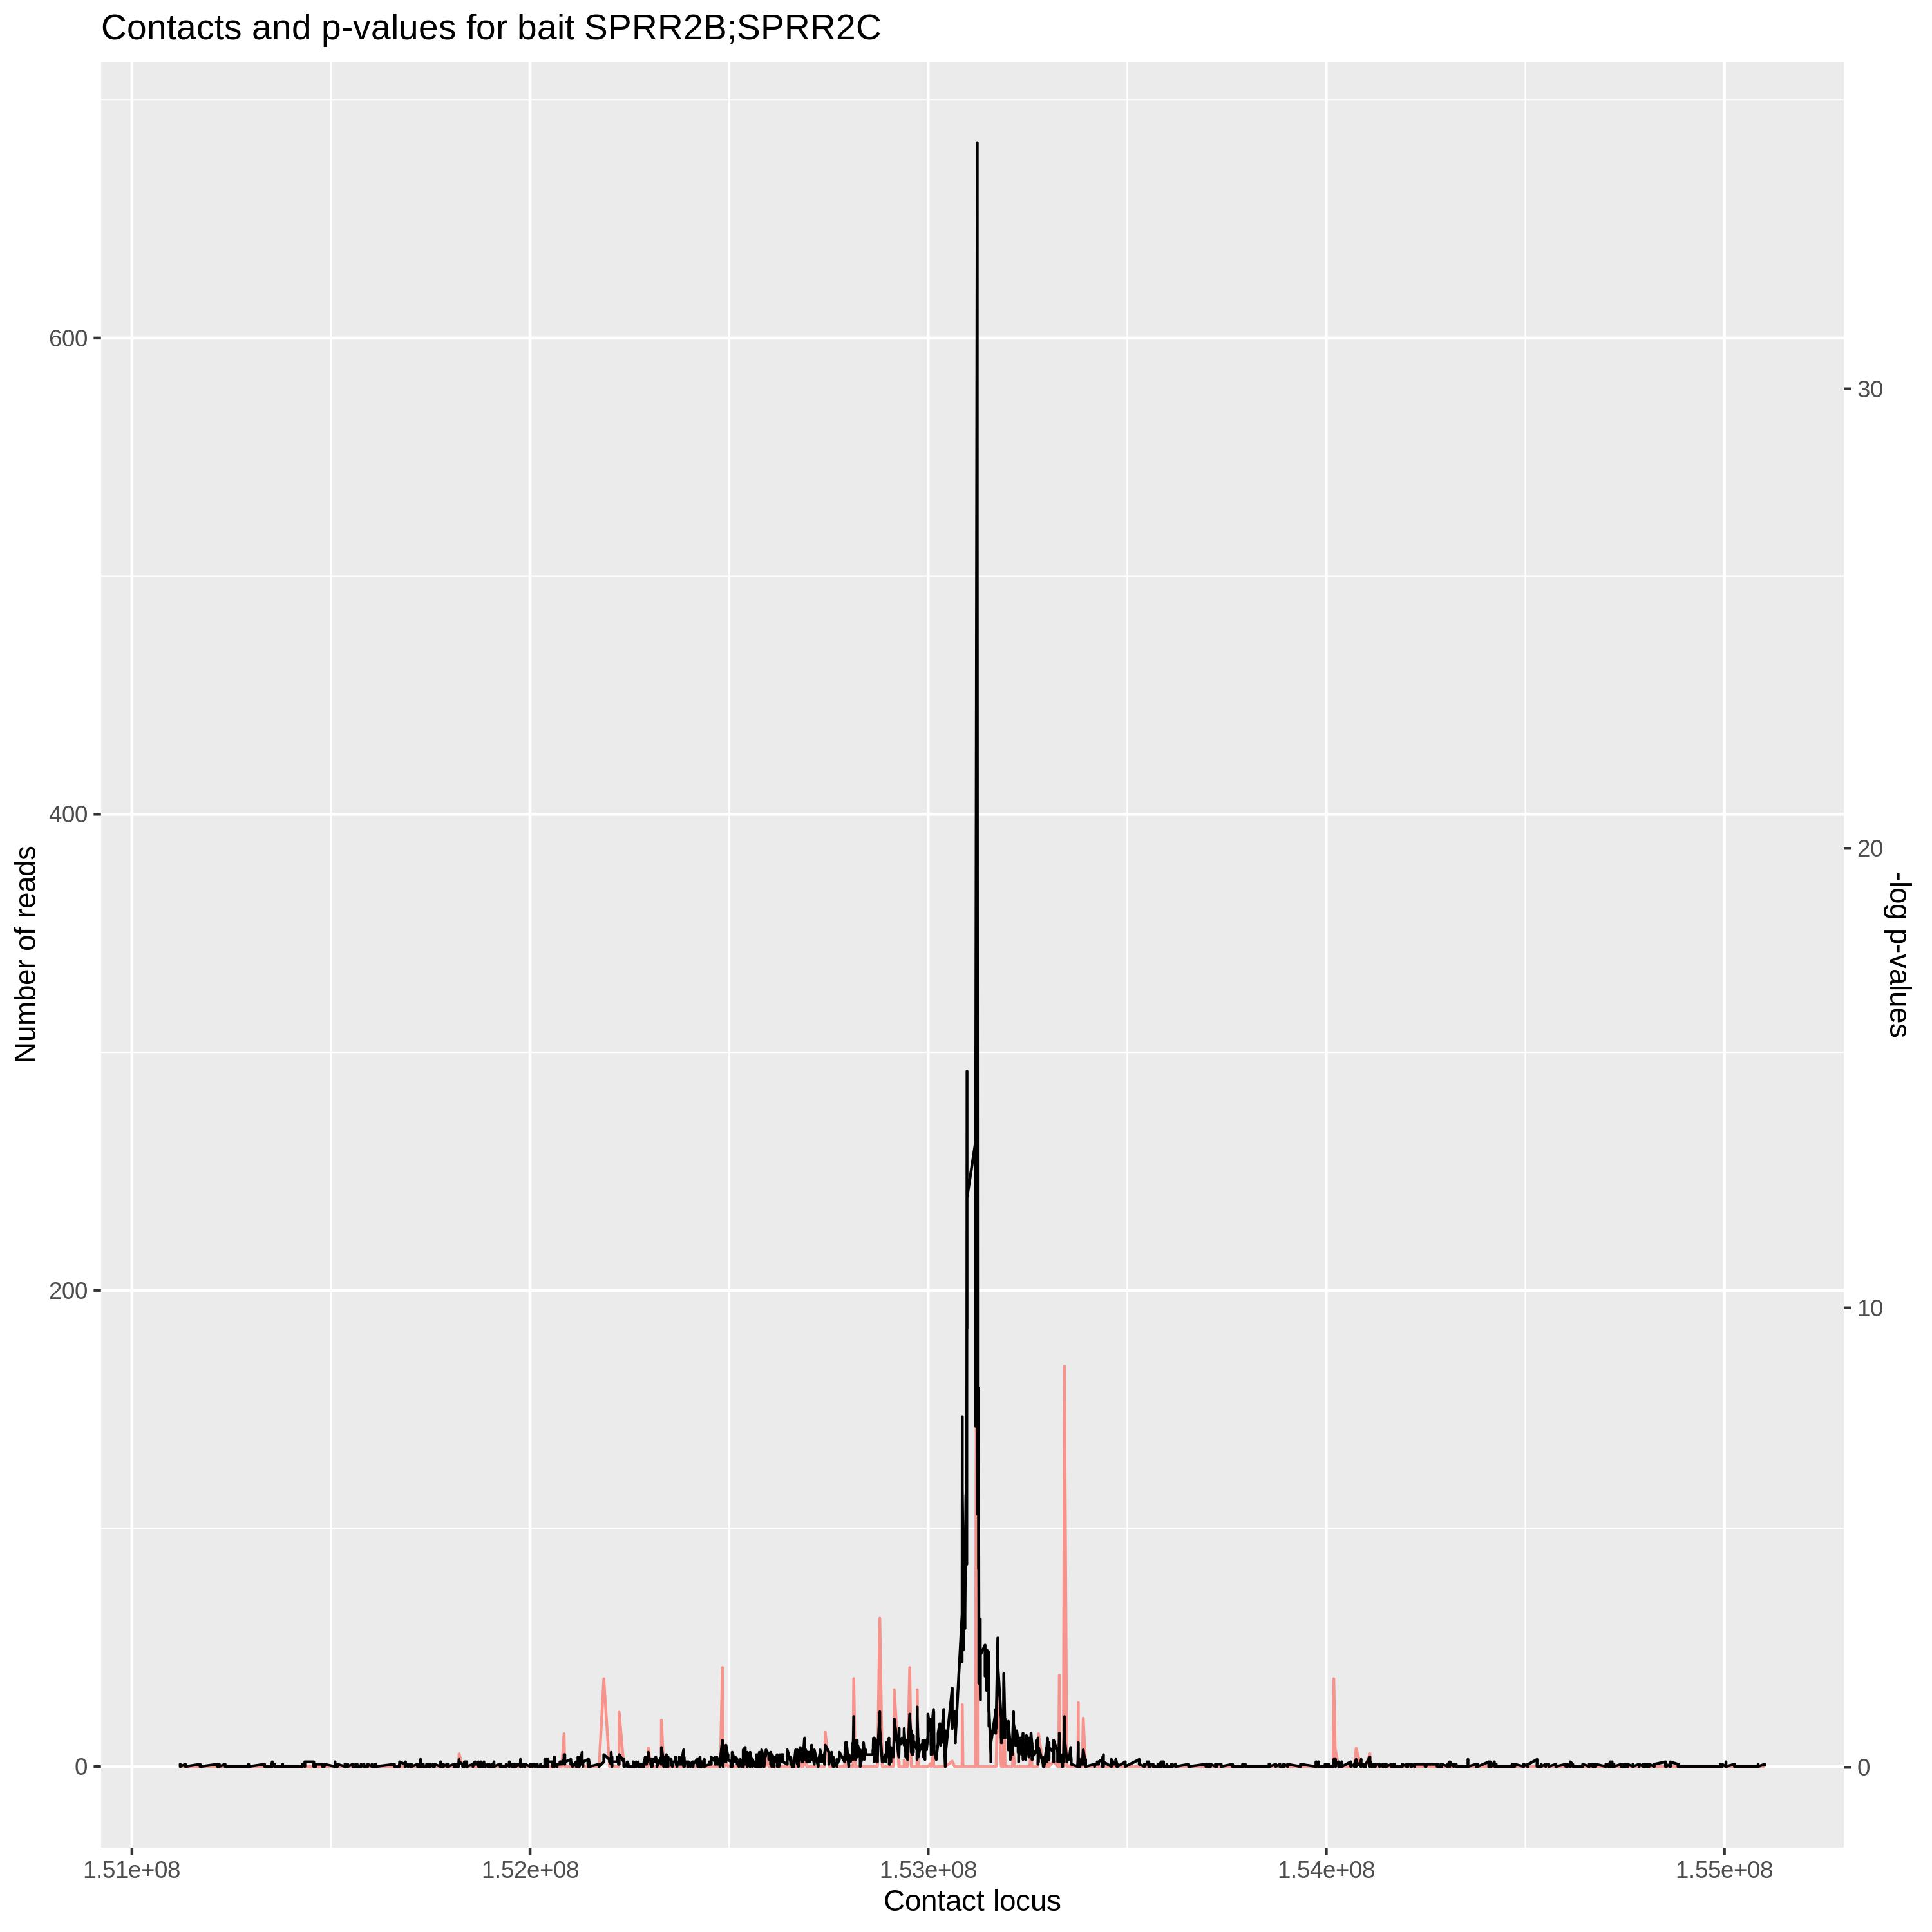 Contacts and p-values for bait SPRR2B;SPRR2C
600
400
200
0
Number of reads
30
20
10
0
-log p-values
1.51e+08
1.52e+08
1.53e+08
1.54e+08
1.55e+08
Contact locus